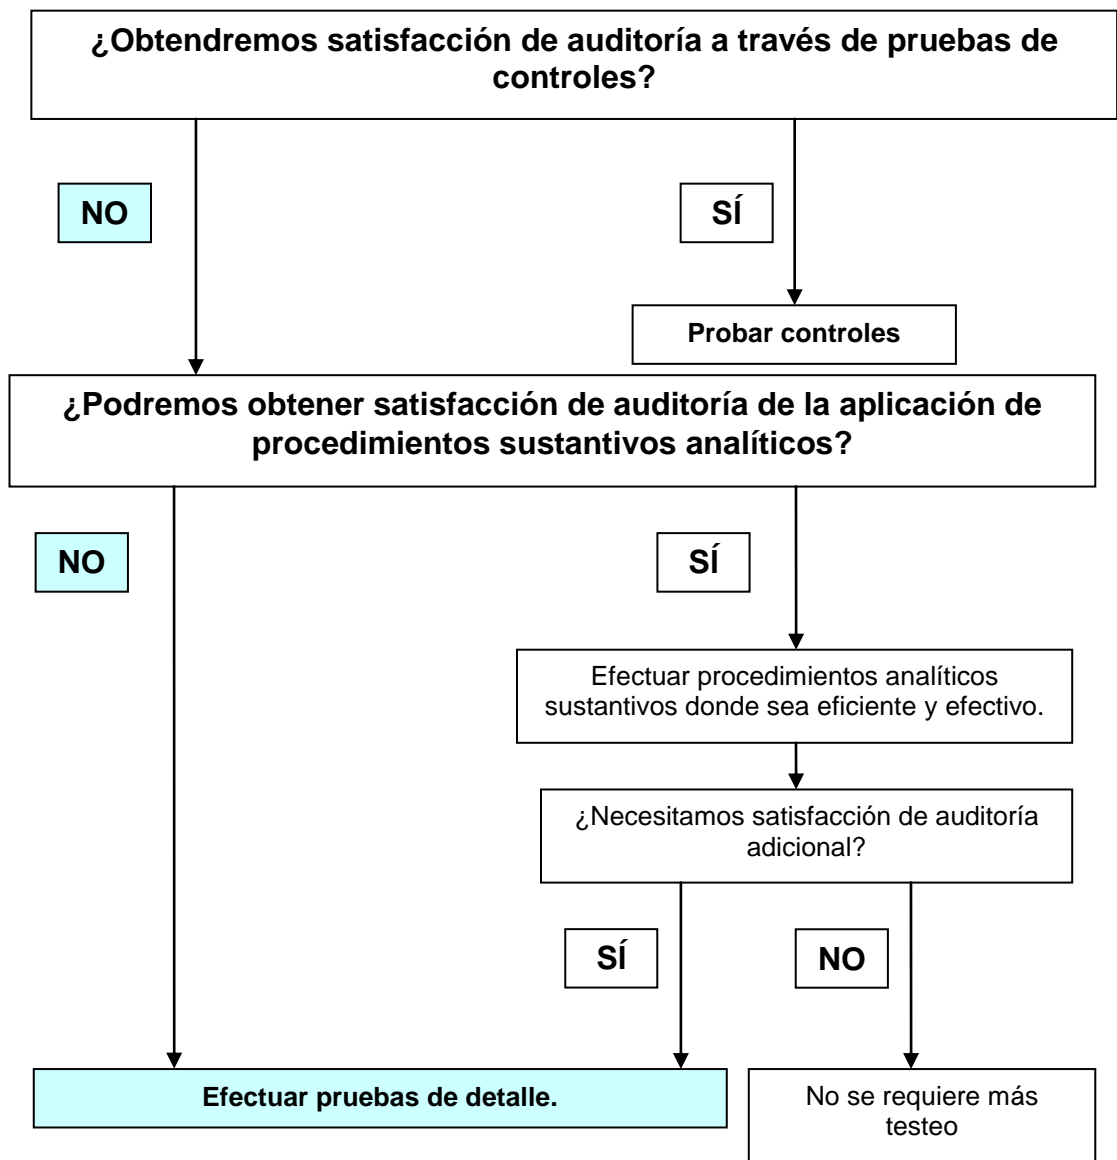 ¿Obtendremos satisfacción de auditoría a través de pruebas de
controles?
NO
SÍ
Probar controles
¿Podremos obtener satisfacción de auditoría de la aplicación de
procedimientos sustantivos analíticos?
NO
SÍ
Efectuar procedimientos analíticos
sustantivos donde sea eficiente y efectivo.
¿Necesitamos satisfacción de auditoría
adicional?
SÍ
NO
Efectuar pruebas de detalle.
No se requiere más
testeo